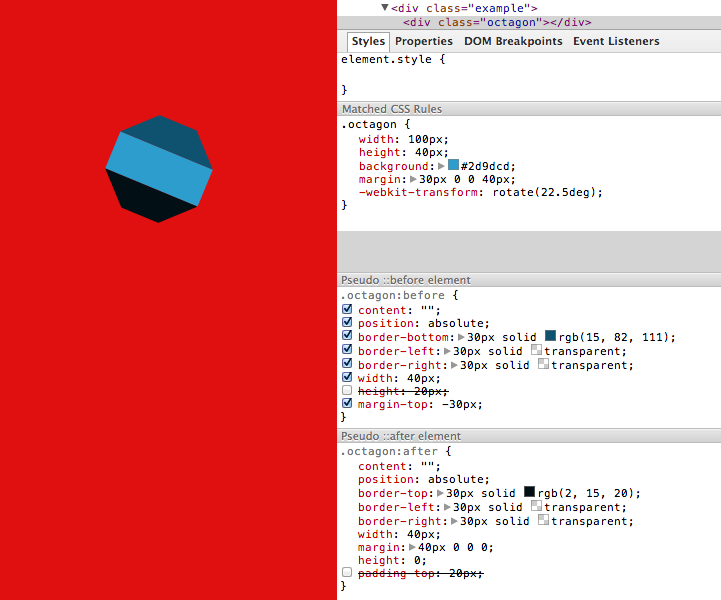 <div class="example">
<div class="octagon"></div>
Styles Properties DOM Breakpoints Event Listeners
element.style {
}
Matched CSS Rules
.octagon {
width: 100px;
height: 40px;
background: #2d9dcd;
margin: 30px 0 0 40px;
-webkit-transform: rotate(22.5deg);
}
Pseudo ::before element
.octagon:before {
content: "";
position: absolute;
border-bottom: 30px solid rgb(15, 82, 111);
border-left: 30px solid transparent;
border-right: 30px solid transparent;
width: 40px;
height: 20px;
margin-top: -30px;
}
Pseudo ::after element
.octagon:after {
content: "";
position: absolute;
border-top: 30px solid rgb(2, 15, 20);
border-left: 30px solid transparent;
border-right: 30px solid transparent;
width: 40px;
margin: 40px 0 0 0;
height: 0;
padding-top: 20px;
}